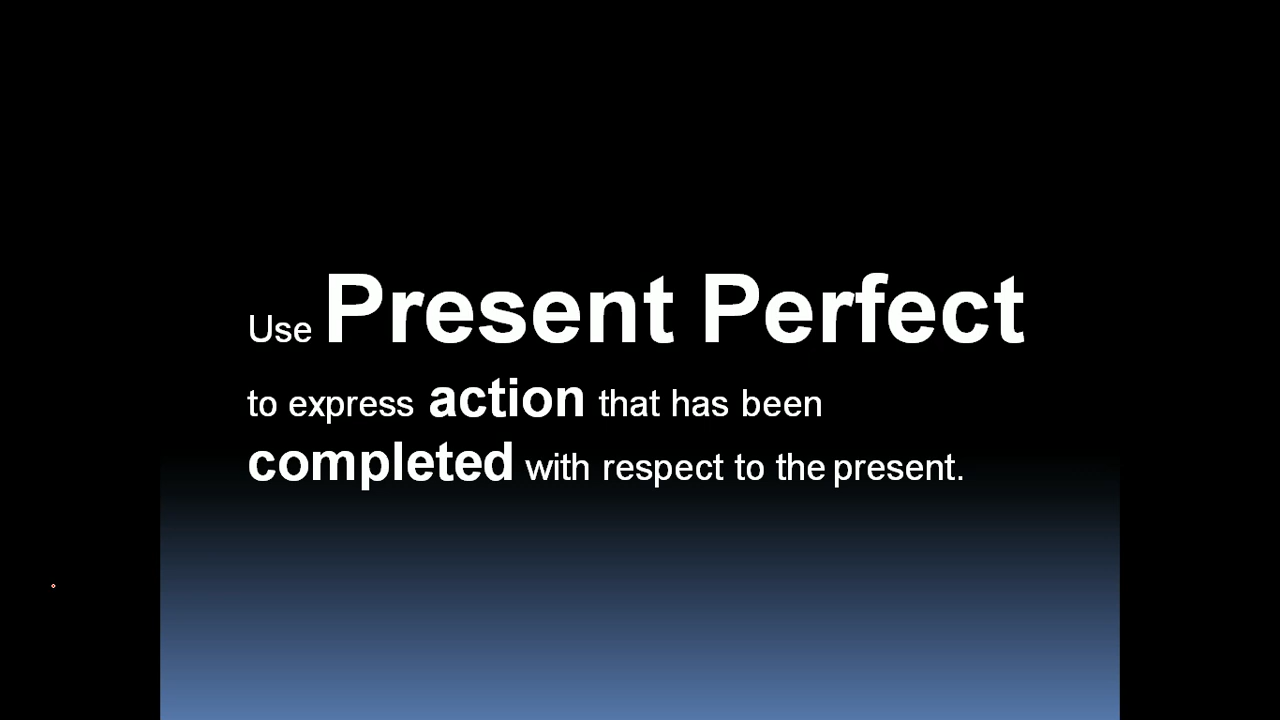 Use Present Perfect
to express action that has been
completed with respect to the present.